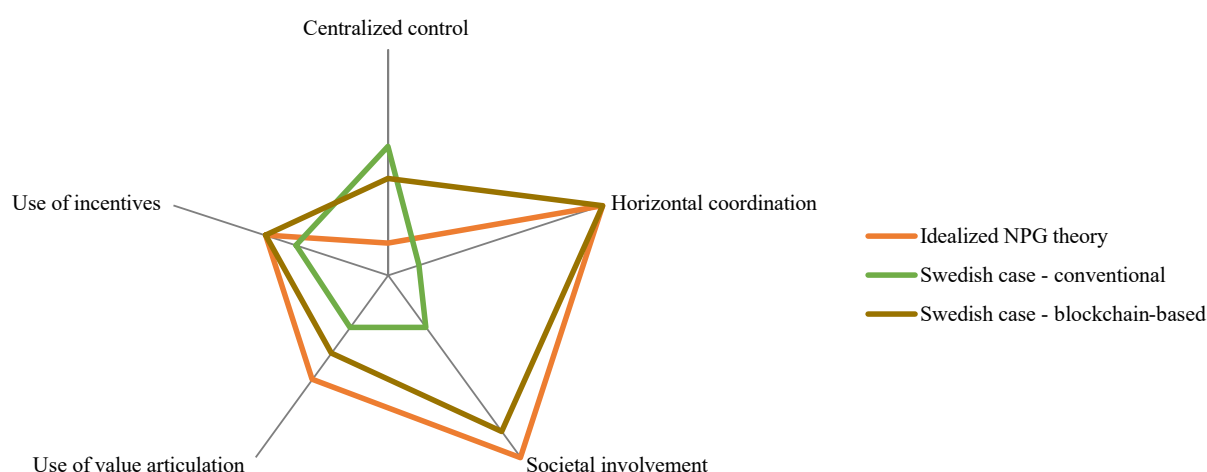 Centralized control
Use of incentives
Horizontal coordination
Idealized NPG theory
Swedish case - conventional
Swedish case - blockchain-based
Use of value articulation
Societal involvement